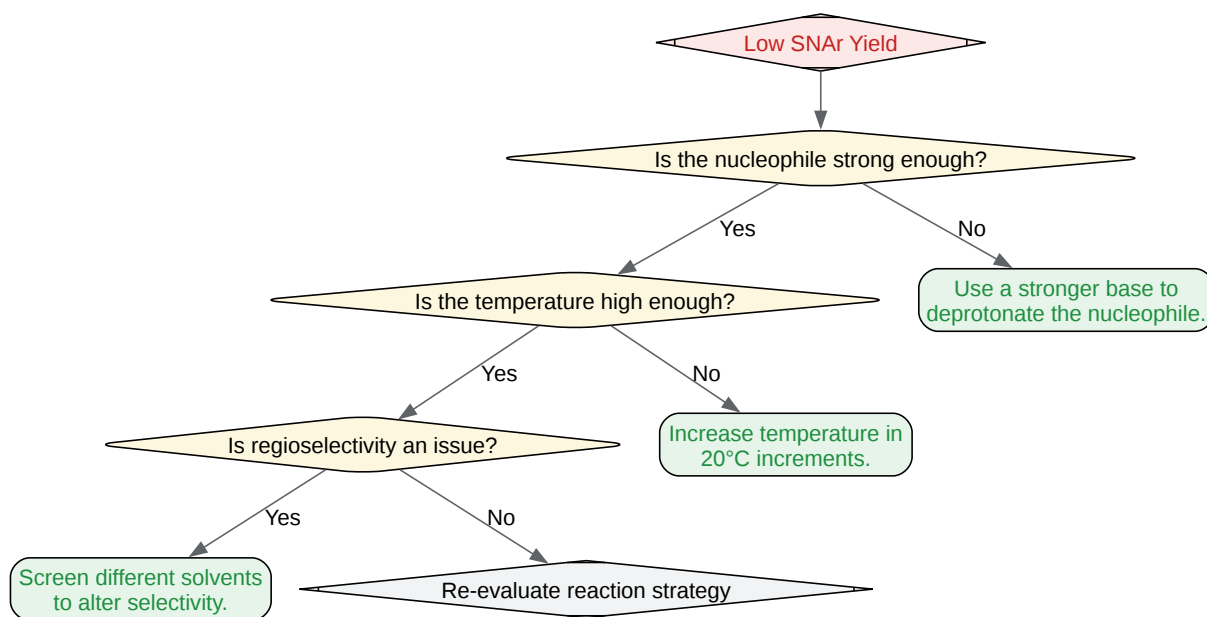 Low SNAr Yield
Is the nucleophile strong enough?
Yes
No
Use a stronger base to
deprotonate the nucleophile.
Is the temperature high enough?
Yes
No
Increase temperature in
20°C increments.
Is regioselectivity an issue?
Yes
No
Screen different solvents
to alter selectivity.
Re-evaluate reaction strategy